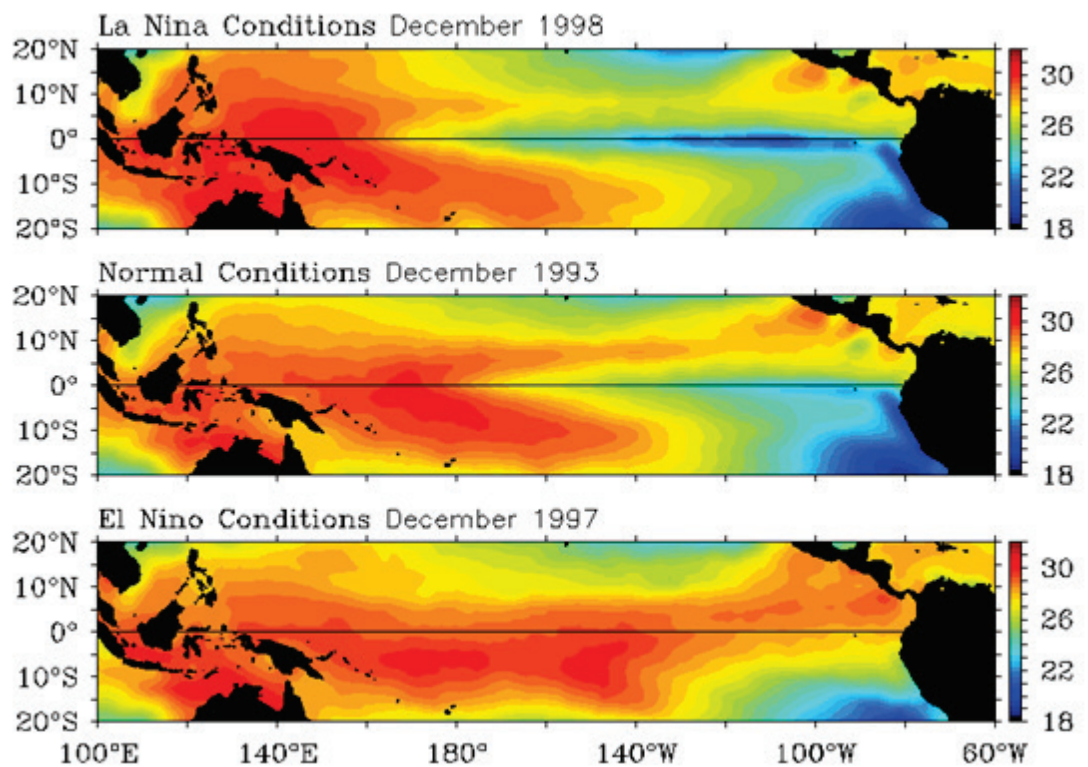 La Nina Conditions December 1998
20°N
10°N
0°
10°S
20°S
30
26
22
18
Normal Conditions December 1993
20°N
10°N
0°
10°S
20°S
30
26
22
18
El Nino Conditions December 1997
20°N
10°N
0°
10°S
20°S
30
26
22
18
100°E 140°E 180° 140°W 100°W 60°W